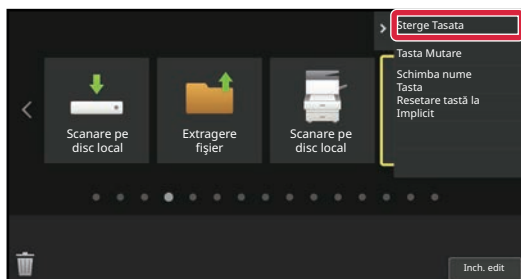 Sterge Tasata
Tasta Mutare
Schimba nume
Tasta
Resetare tastă la
Implicit
Scanare pe
disc local
Extragere
fişier
Scanare pe
disc local
Inch. edit